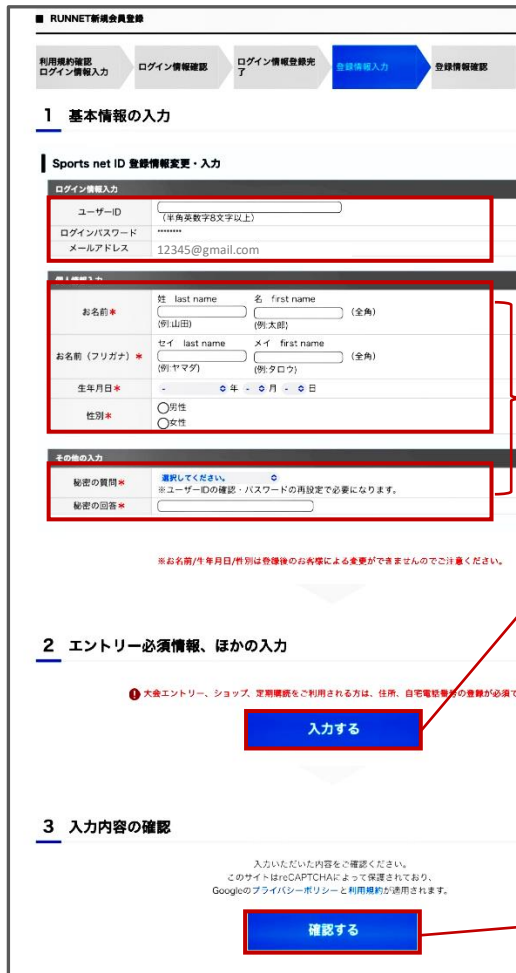 ■ RUNNET新規会員登録
利用規約確認
ログイン情報入力
ログイン情報確認
ログイン情報登録完
了
登録情報入力
登録情報確認
1 基本情報の入力
Sports net ID 登録情報変更・入力
ログイン情報入力
ユーザーID
（半角英数字8文字以上）
ログインパスワード ********
メールアドレス 12345@gmail.com
個人情報入力
姓 last name 名 first name
お名前＊ （全角）
(例:山田) (例:太郎)
セイ last name メイ first name
お名前（フリガナ）＊ （全角）
(例:ヤマダ) (例:タロウ)
生年月日＊ - 年 - 月 - 日
性別＊ 男性
女性
その他の入力
秘密の質問＊ 選択してください。
※ユーザーIDの確認・パスワードの再設定で必要になります。
秘密の回答＊
※お名前/生年月日/性別は登録後のお客様による変更ができませんのでご注意ください。
2 エントリー必須情報、ほかの入力
大会エントリー、ショップ、定期購読をご利用される方は、住所、自宅電話番号の登録が必須で
入力する
3 入力内容の確認
入力いただいた内容をご確認ください。
このサイトはreCAPTCHAによって保護されており、
Googleのプライバシーポリシーと利用規約が適用されます。
確認する